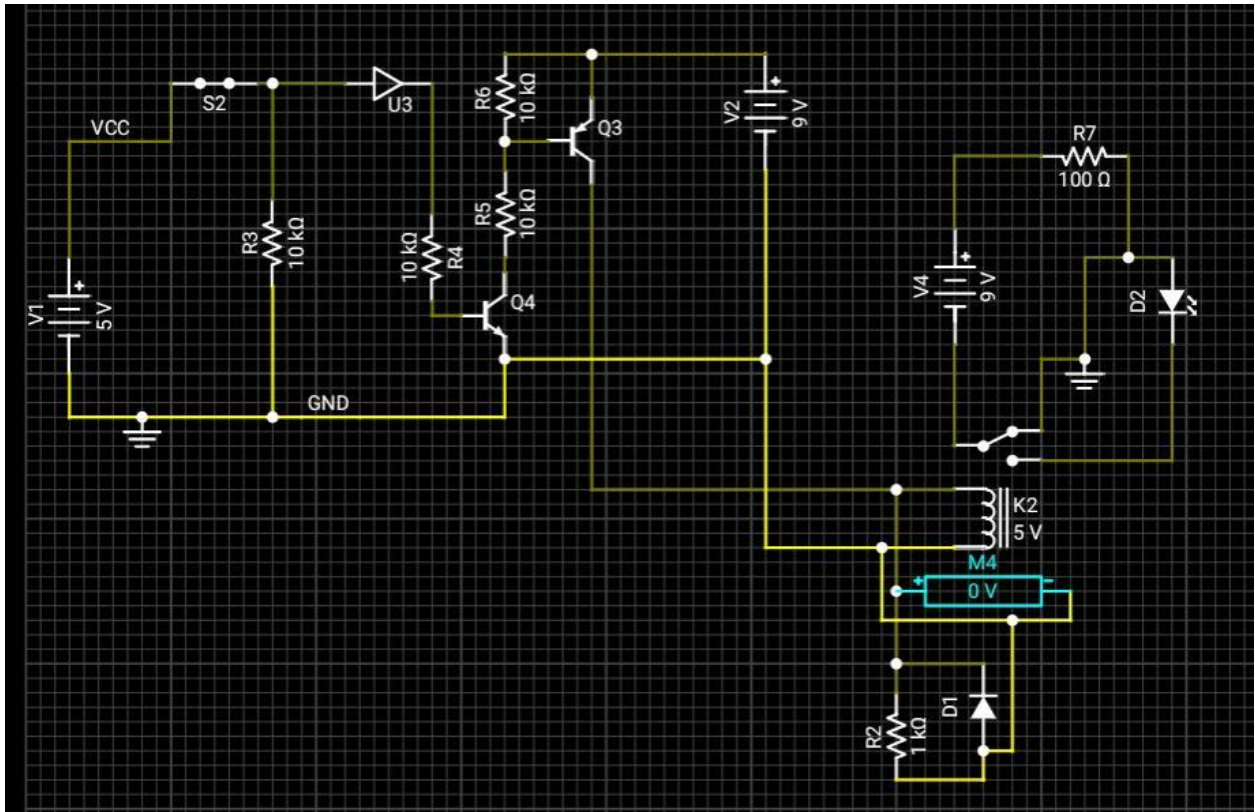 VCC
S2
U3
R6
10 kΩ
Q3
V2
9 V
R7
100 Ω
R3
10 kΩ
10 kΩ
R4
R5
10 kΩ
Q4
V1
5 V
V4
9 V
D2
GND
K2
5 V
M4
+ 0 V -
R2
1 kΩ
D1